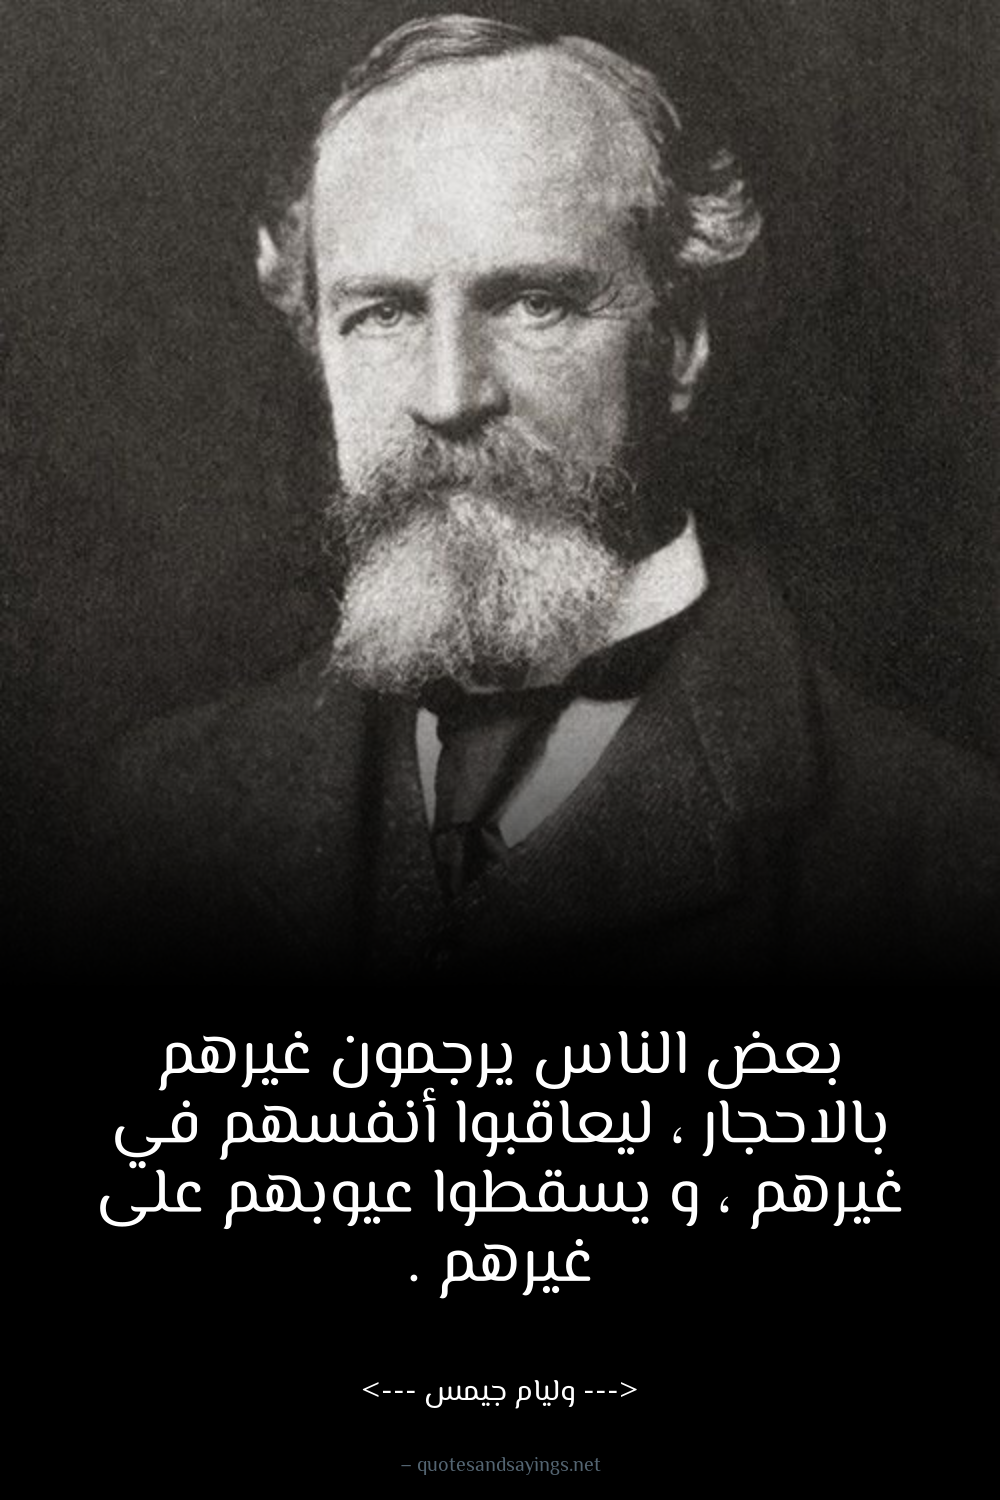 بعض الناس يرجمون غيرهم
بالاحجار ، ليعاقبوا أنفسهم في
غيرهم ، و يسقطوا عيوبهم على
غيرهم .
<--- وليام جيمس --->
– quotesandsayings.net